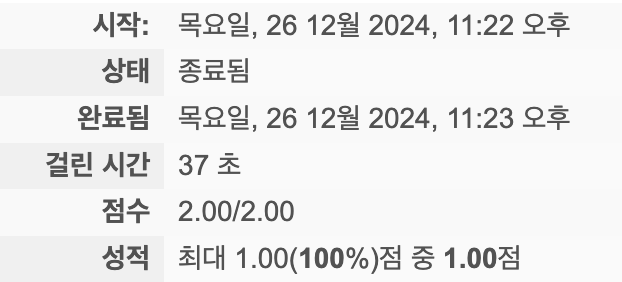 시작: 목요일, 26 12월 2024, 11:22 오후
상태 종료됨
완료됨 목요일, 26 12월 2024, 11:23 오후
걸린 시간 37 초
점수 2.00/2.00
성적 최대 1.00(100%)점 중 1.00점